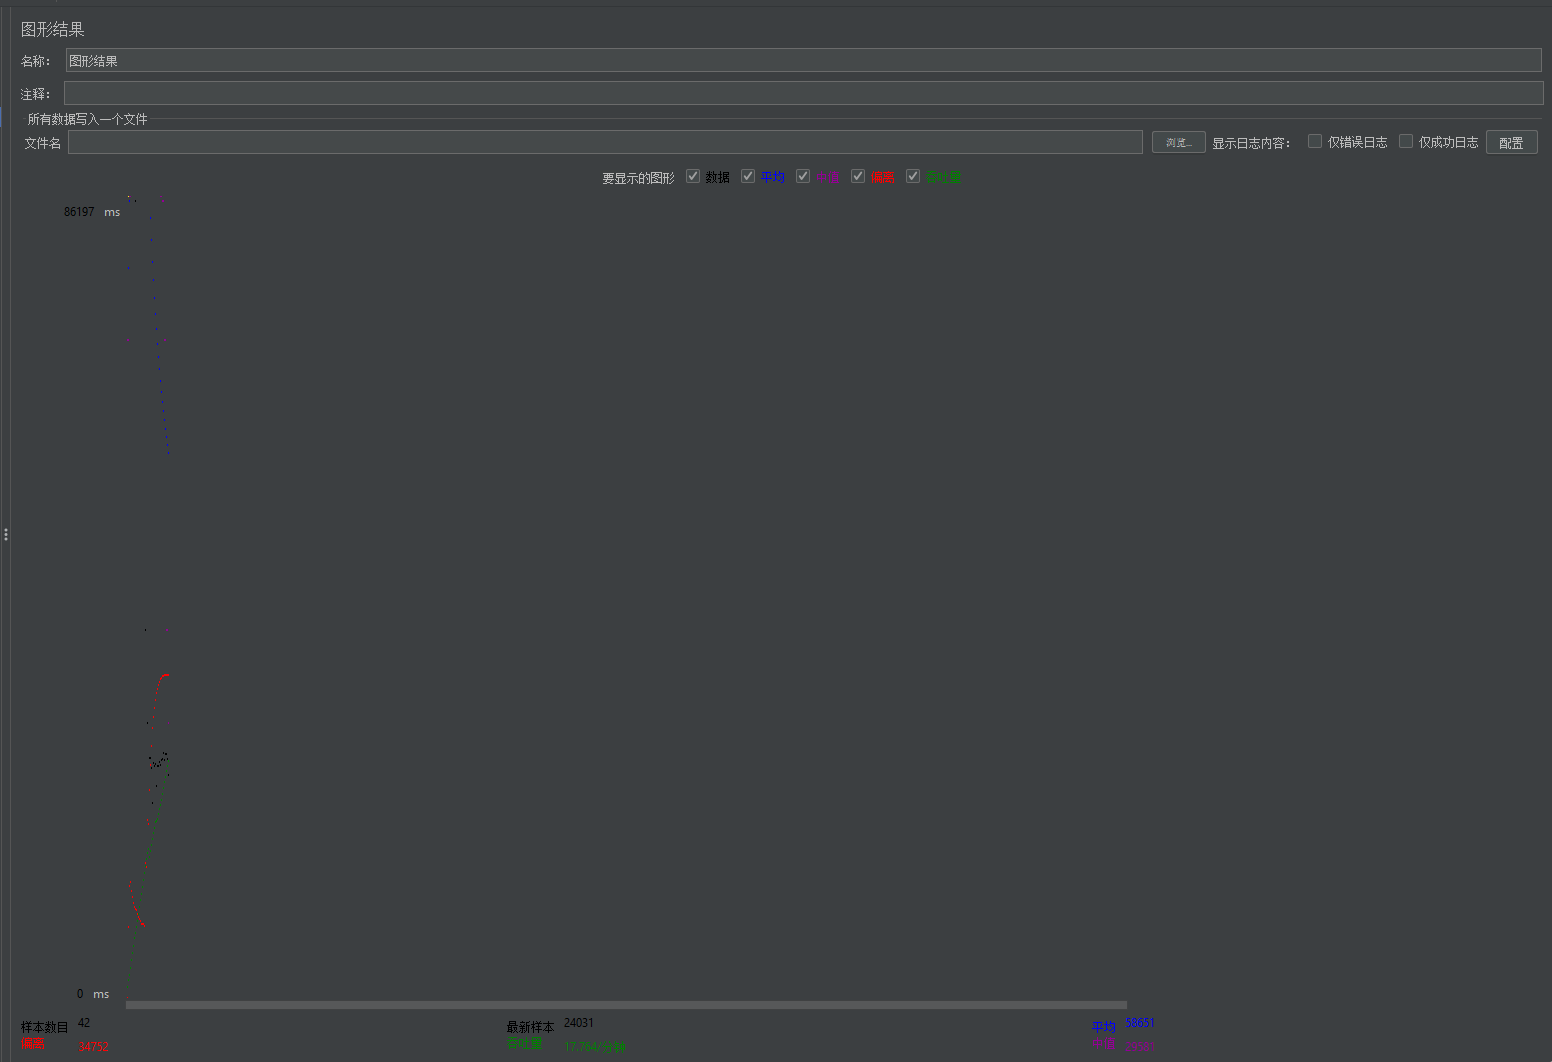 图形结果
名称: 图形结果
注释:
所有数据写入一个文件
文件名 浏览... 显示日志内容: 仅错误日志 仅成功日志 配置
要显示的图形 数据 平均 中值 偏离 吞吐量
86197 ms
0 ms
样本数目 42 最新样本 24031 平均 58651
偏离 34752 吞吐量 17.764/分钟 中值